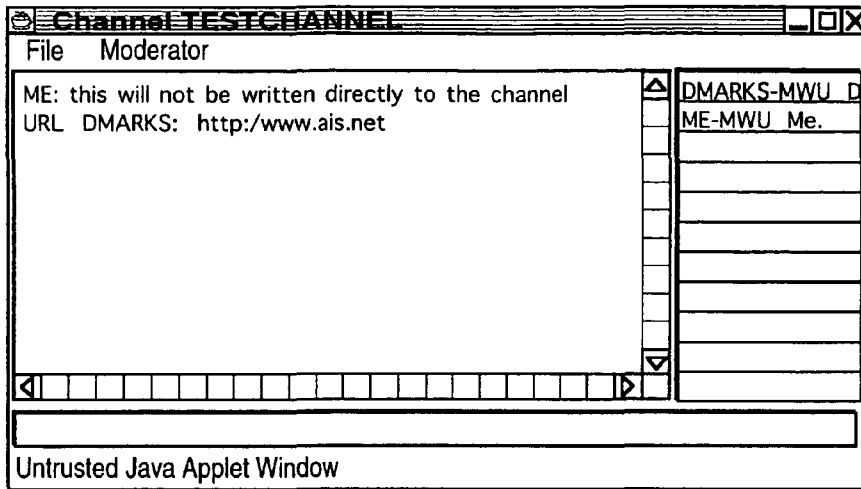 Channel TESTCHANNEL
File Moderator
ME: this will not be written directly to the channel
URL DMARKS: http:/www.ais.net
DMARKS-MWU D
ME-MWU Me.
Untrusted Java Applet Window